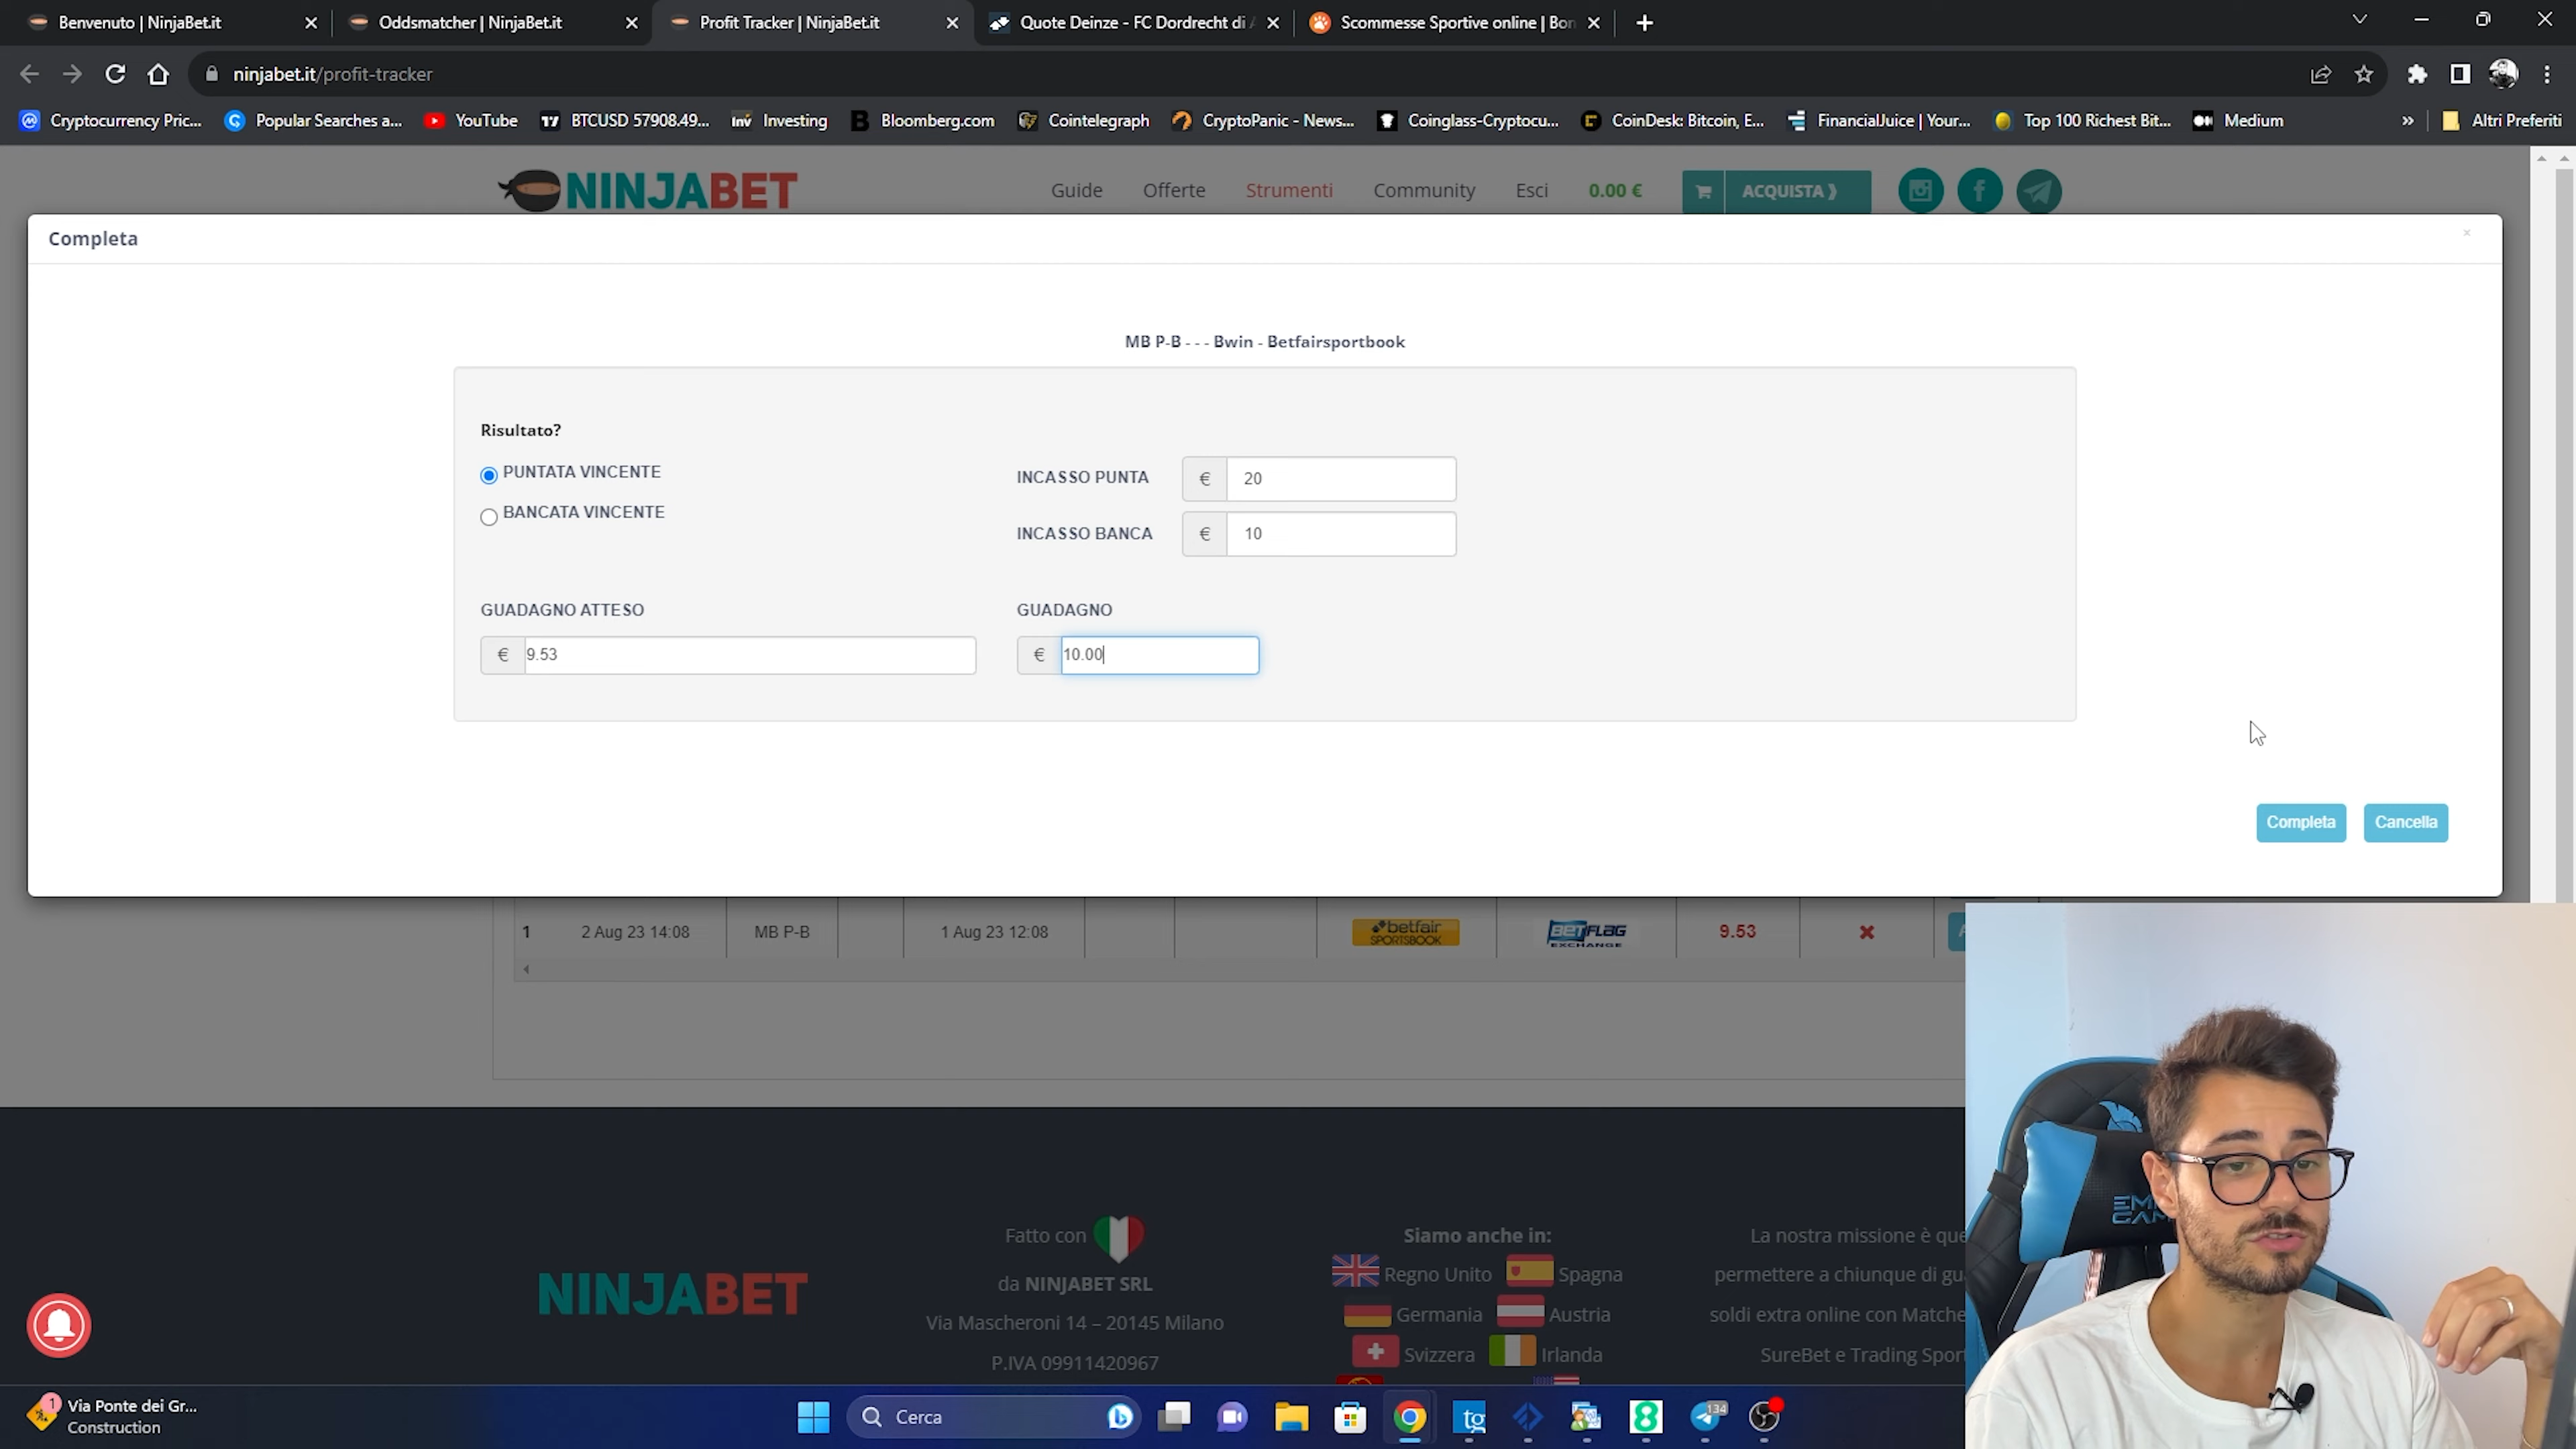 Benvenuto | NinjaBet.it
Oddsmatcher | NinjaBet.it
Profit Tracker | NinjaBet.it
Quote Deinze - FC Dordrecht di
Scommesse Sportive online | Bon
ninjabet.it/profit-tracker
Cryptocurrency Pric...
Popular Searches a...
YouTube
BTCUSD 57908.49...
Investing
Bloomberg.com
Cointelegraph
CryptoPanic - News...
Coinglass-Cryptocu...
CoinDesk: Bitcoin, E...
FinancialJuice | Your...
Top 100 Richest Bit...
Medium
»
Altri Preferiti
NINJABET
Guide
Offerte
Strumenti
Community
Esci
0.00 €
ACQUISTA ⟫
Completa
×
MB P-B - - - Bwin - Betfairsportbook
Risultato?
PUNTATA VINCENTE
BANCATA VINCENTE
INCASSO PUNTA
€ 20
INCASSO BANCA
€ 10
GUADAGNO ATTESO
€ 9.53
GUADAGNO
€ 10.00
Completa
Cancella
1
2 Aug 23 14:08
MB P-B
1 Aug 23 12:08
betfair
SPORTSBOOK
BETFLAG
EXCHANGE
9.53
NINJABET
Fatto con
da NINJABET SRL
Via Mascheroni 14 – 20145 Milano
P.IVA 09911420967
Siamo anche in:
Regno Unito
Spagna
Germania
Austria
Svizzera
Irlanda
La nostra missione è que
permettere a chiunque di gua
soldi extra online con Matche
SureBet e Trading Sport
1
Via Ponte dei Gr...
Construction
Cerca
tg
8
134